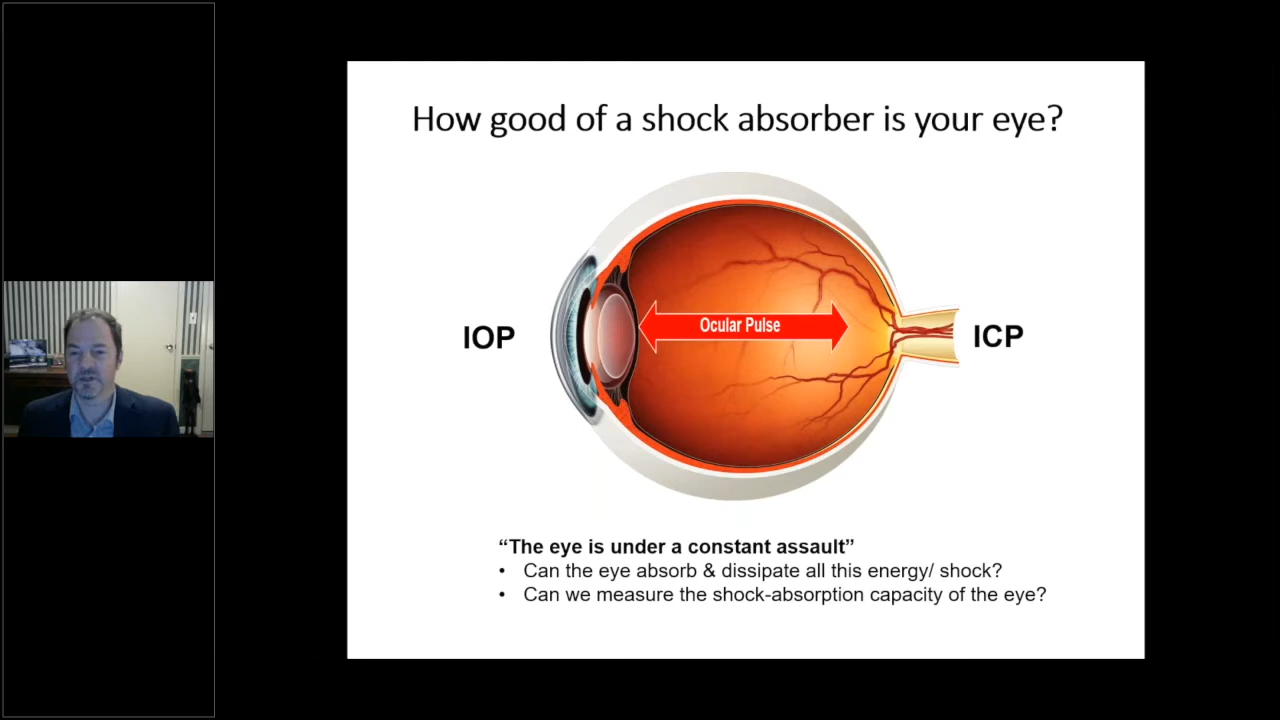 How good of a shock absorber is your eye?
IOP
Ocular Pulse
ICP
“The eye is under a constant assault”
• Can the eye absorb & dissipate all this energy/ shock?
• Can we measure the shock-absorption capacity of the eye?